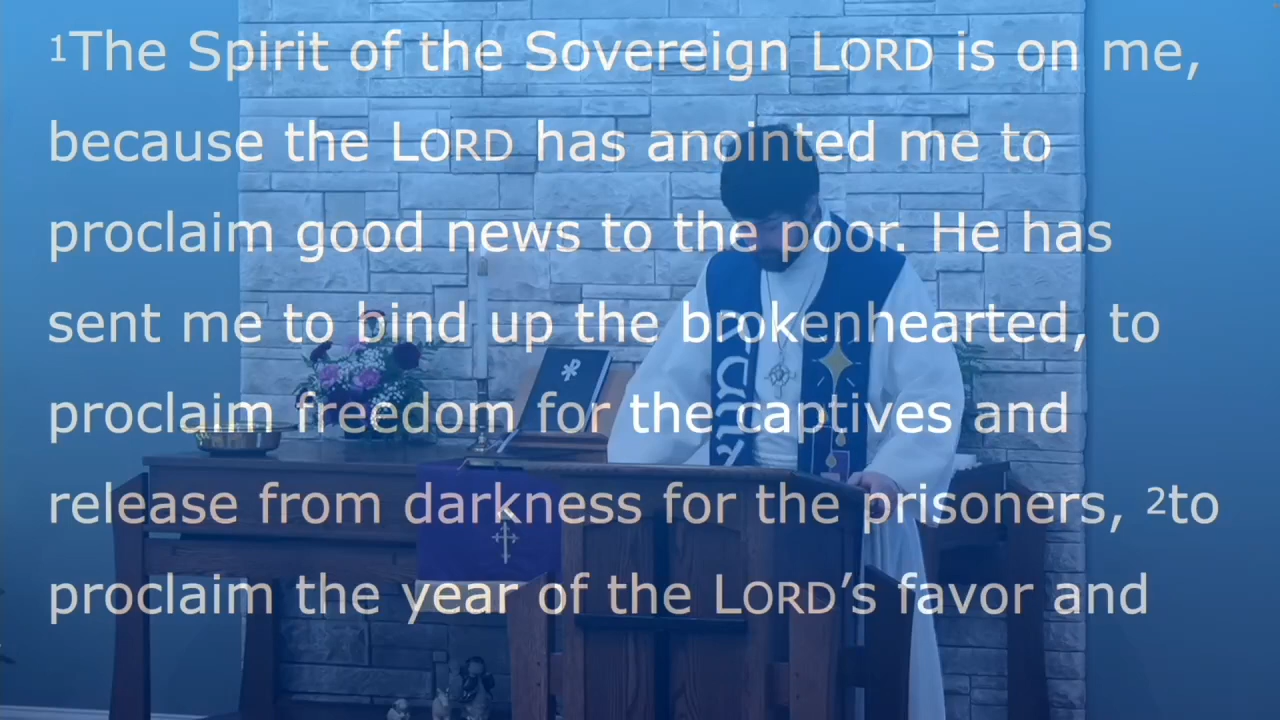 ¹The Spirit of the Sovereign LORD is on me,
because the LORD has anointed me to
proclaim good news to the poor. He has
sent me to bind up the brokenhearted, to
proclaim freedom for the captives and
release from darkness for the prisoners, ²to
proclaim the year of the LORD’s favor and